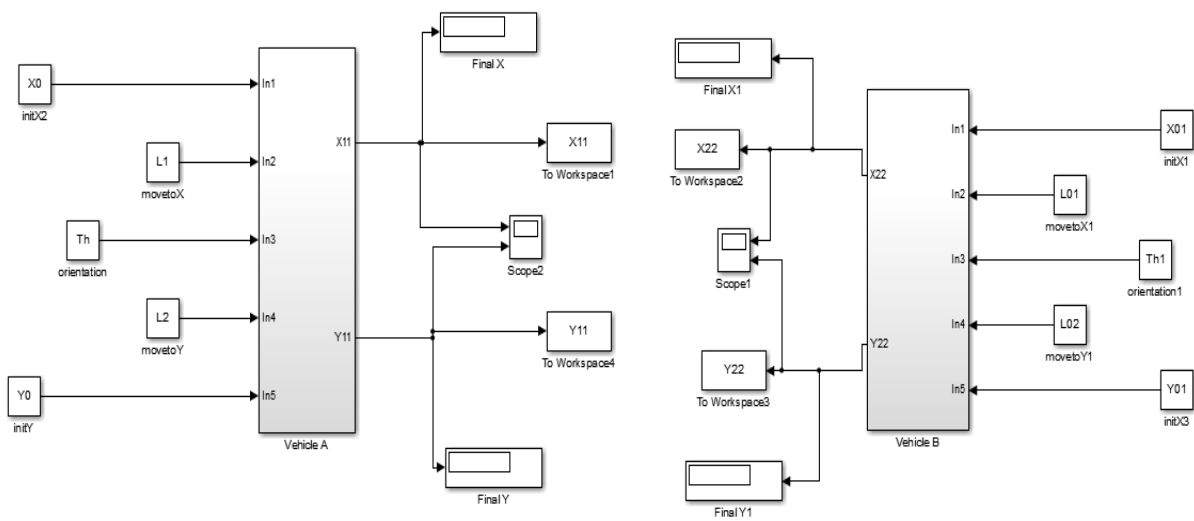 X0
initX2
L1
movetoX
Th
orientation
L2
movetoY
Y0
initY
In1
In2
In3
In4
In5
X11
Y11
Vehicle A
Final X
X11
To Workspace1
Scope2
Y11
To Workspace4
Final Y
Final X1
X22
To Workspace2
Scope1
Y22
To Workspace3
Final Y1
X22
Y22
In1
In2
In3
In4
In5
Vehicle B
X01
initX1
L01
movetoX1
Th1
orientation1
L02
movetoY1
Y01
initX3